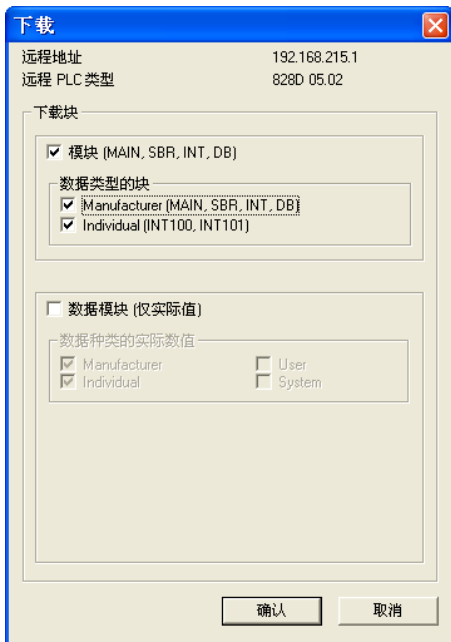 下载
远程地址 192.168.215.1
远程 PLC 类型 828D 05.02
下载块
模块 (MAIN, SBR, INT, DB)
数据类型的块
Manufacturer (MAIN, SBR, INT, DB)
Individual (INT100, INT101)
数据模块 (仅实际值)
数据种类的实际数值
Manufacturer User
Individual System
确认 取消